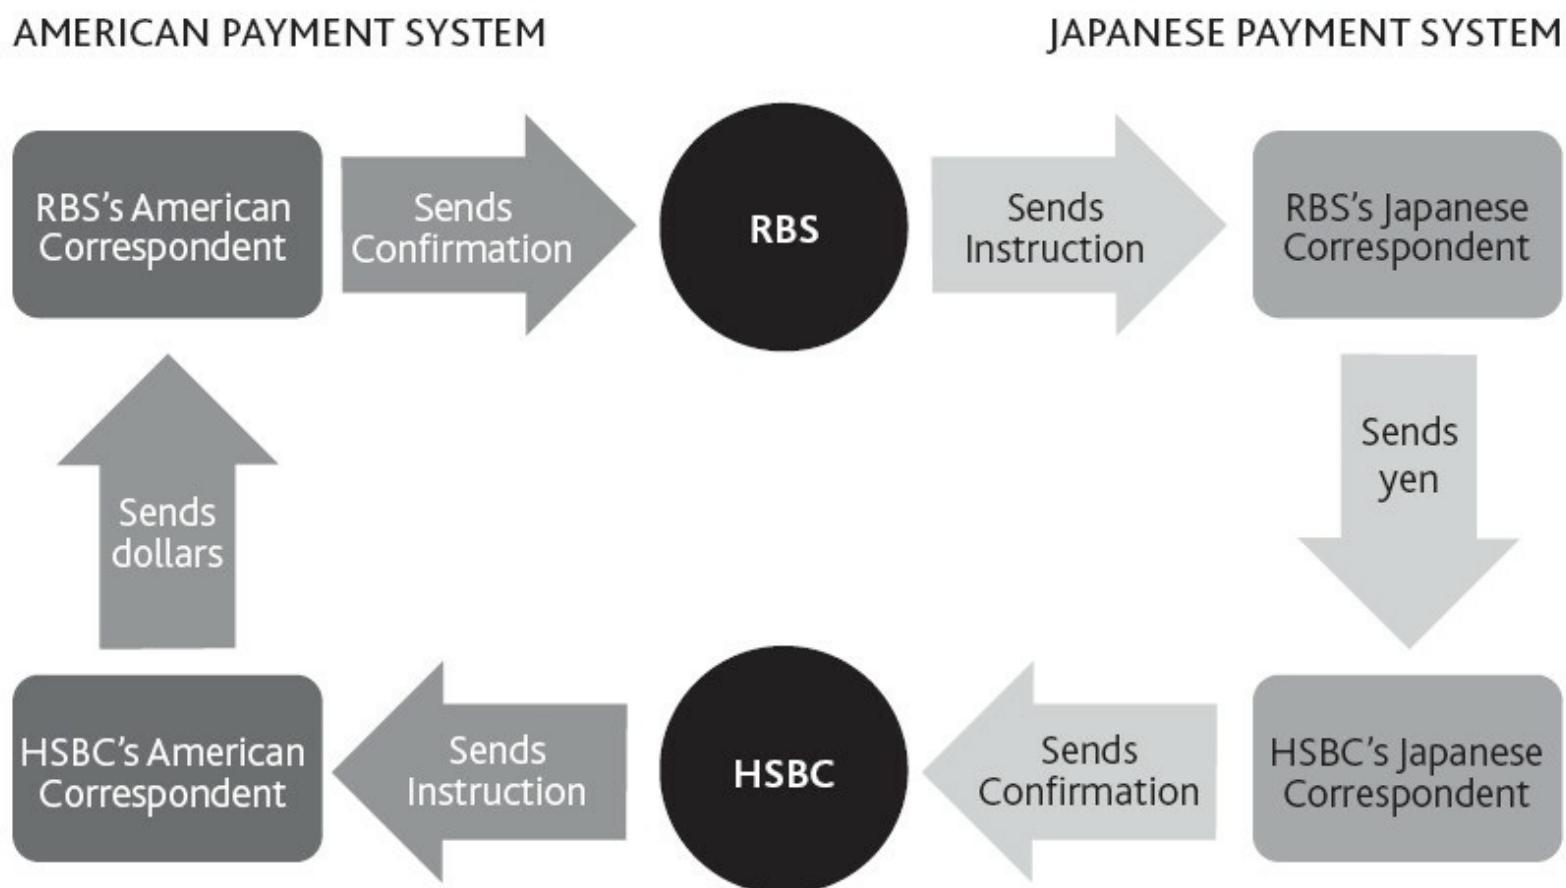 AMERICAN PAYMENT SYSTEM
JAPANESE PAYMENT SYSTEM
RBS’s American
Correspondent
Sends
Confirmation
RBS
Sends
Instruction
RBS’s Japanese
Correspondent
Sends
dollars
Sends
yen
HSBC’s American
Correspondent
Sends
Instruction
HSBC
Sends
Confirmation
HSBC’s Japanese
Correspondent